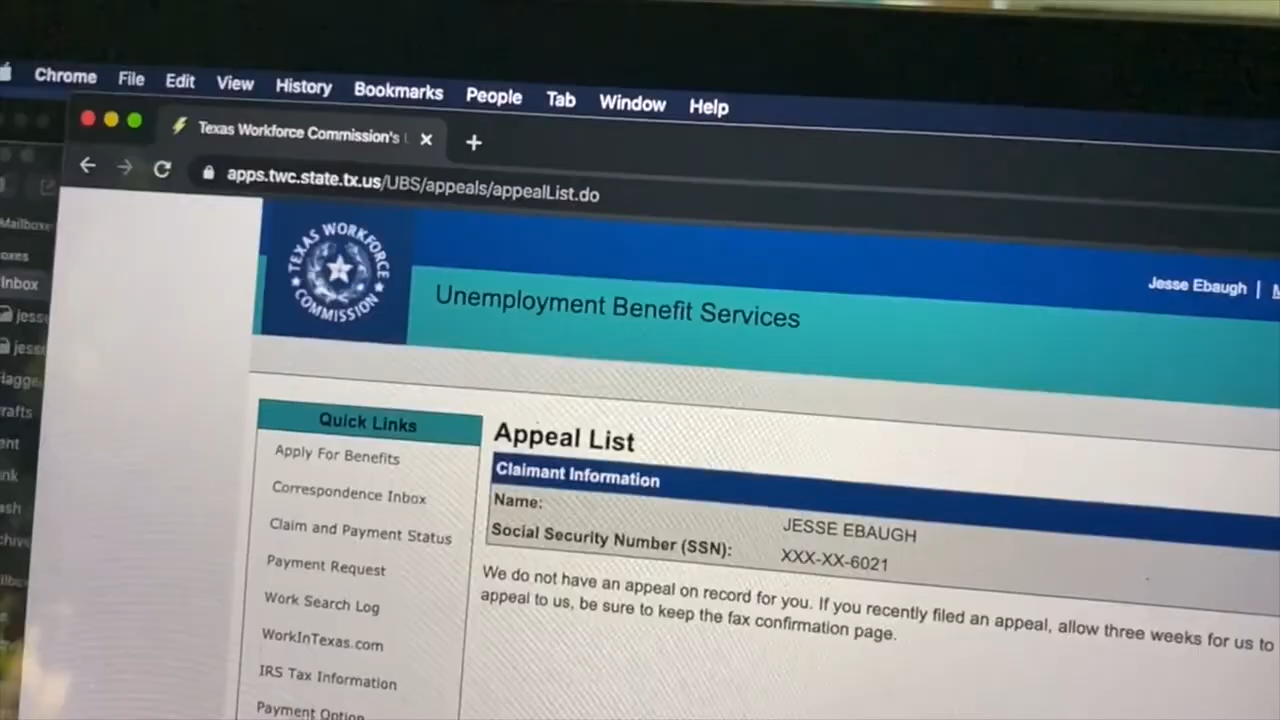 Chrome File Edit View History Bookmarks People Tab Window Help
Texas Workforce Commission's
apps.twc.state.tx.us/UBS/appeals/appealList.do
TEXAS WORKFORCE COMMISSION
Unemployment Benefit Services
Jesse Ebaugh |
Inbox
Quick Links
Apply For Benefits
Correspondence Inbox
Claim and Payment Status
Payment Request
Work Search Log
WorkInTexas.com
IRS Tax Information
Payment Option
Appeal List
Claimant Information
Name: JESSE EBAUGH
Social Security Number (SSN): XXX-XX-6021
We do not have an appeal on record for you. If you recently filed an appeal, allow three weeks for us to
appeal to us, be sure to keep the fax confirmation page.